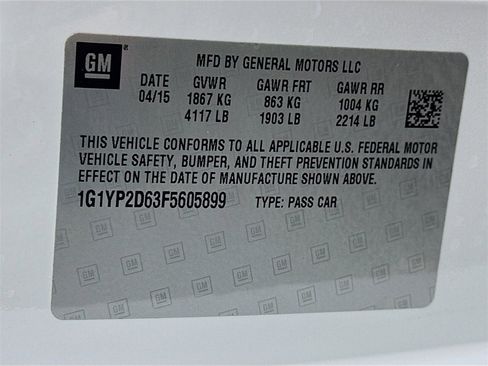 GM
MFD BY GENERAL MOTORS LLC
DATE GVWR GAWR FRT GAWR RR
04/15 1867 KG 863 KG 1004 KG
4117 LB 1903 LB 2214 LB
THIS VEHICLE CONFORMS TO ALL APPLICABLE U.S. FEDERAL MOTOR
VEHICLE SAFETY, BUMPER, AND THEFT PREVENTION STANDARDS IN
EFFECT ON THE DATE OF MANUFACTURE SHOWN ABOVE.
1G1YP2D63F5605899 TYPE: PASS CAR